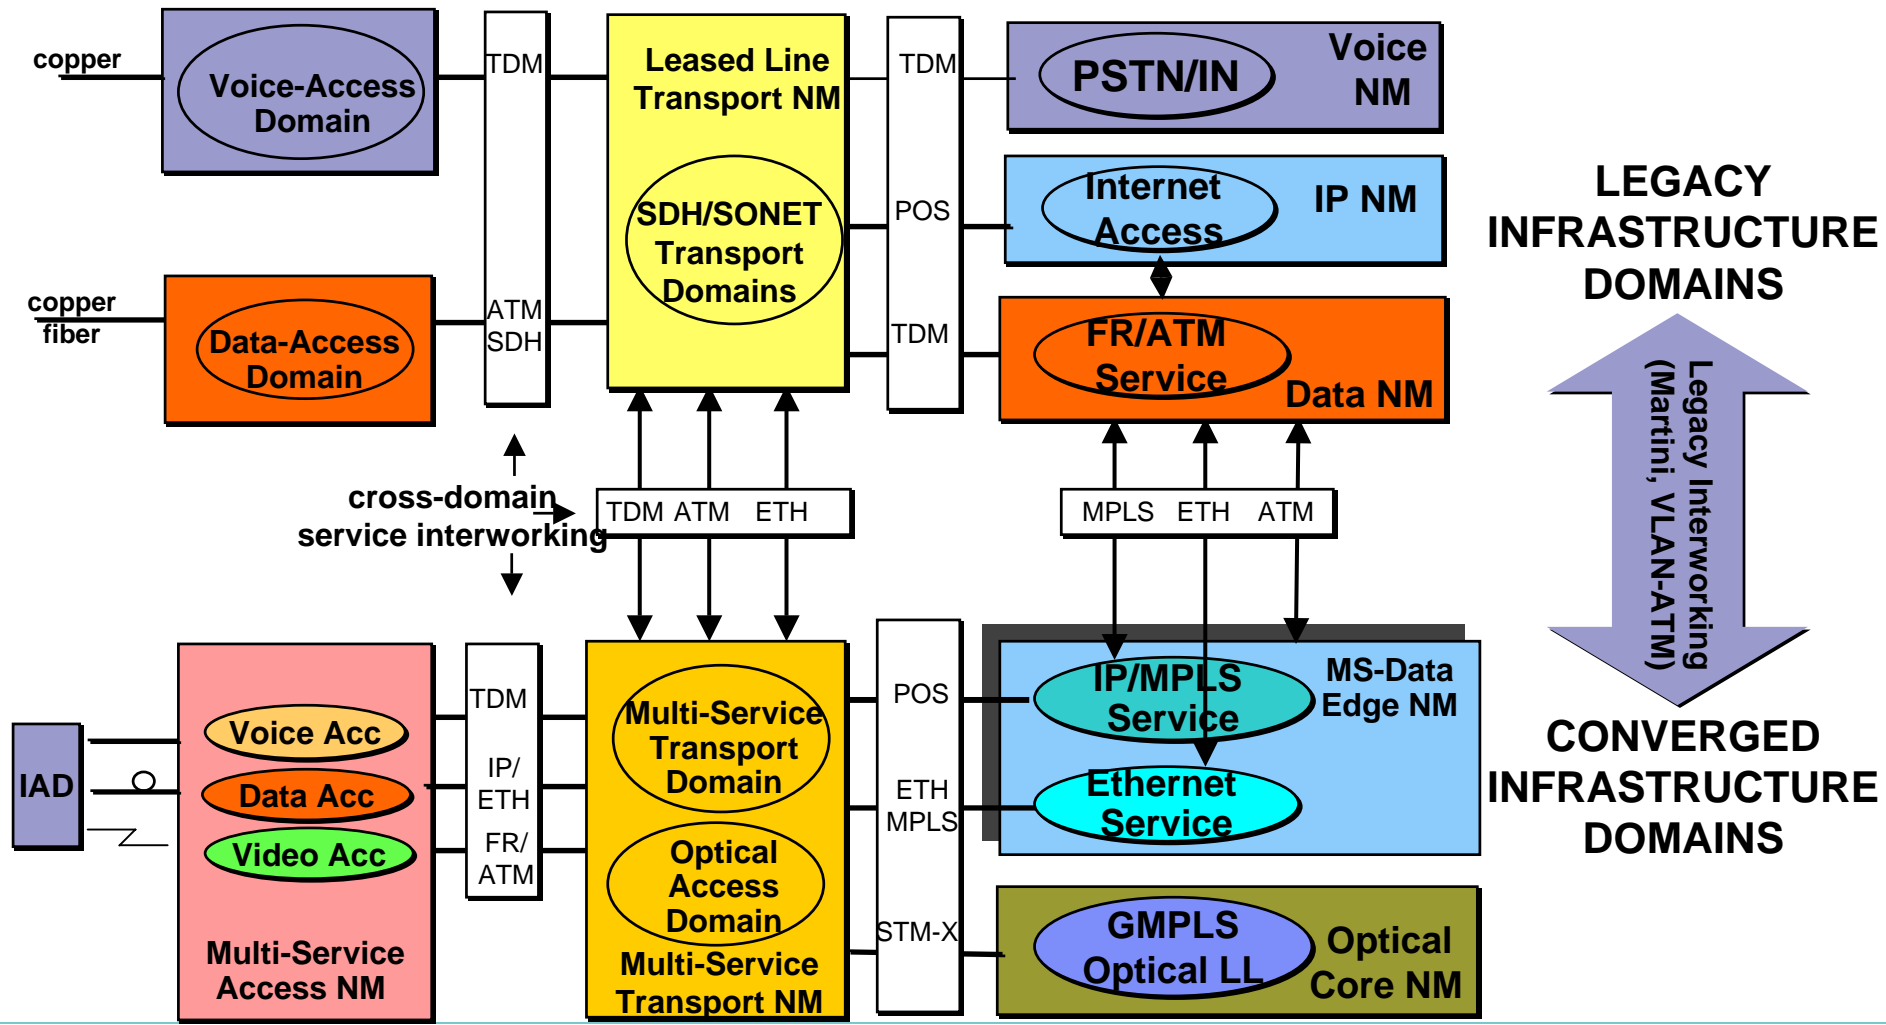 copper
Voice-Access
Domain
TDM
Leased Line
Transport NM
TDM
PSTN/IN
Voice
NM
SDH/SONET
Transport
Domains
POS
Internet
Access
IP NM
copper
fiber
Data-Access
Domain
ATM
SDH
TDM
FR/ATM
Service
Data NM
LEGACY
INFRASTRUCTURE
DOMAINS
cross-domain
service interworking
TDM ATM ETH
MPLS ETH ATM
Legacy Interworking
(Martini, VLAN-ATM)
IAD
Voice Acc
Data Acc
Video Acc
Multi-Service
Access NM
TDM
IP/
ETH
FR/
ATM
Multi-Service
Transport
Domain
Optical
Access
Domain
Multi-Service
Transport NM
POS
ETH
MPLS
STM-X
IP/MPLS
Service
MS-Data
Edge NM
Ethernet
Service
GMPLS
Optical LL
Optical
Core NM
CONVERGED
INFRASTRUCTURE
DOMAINS